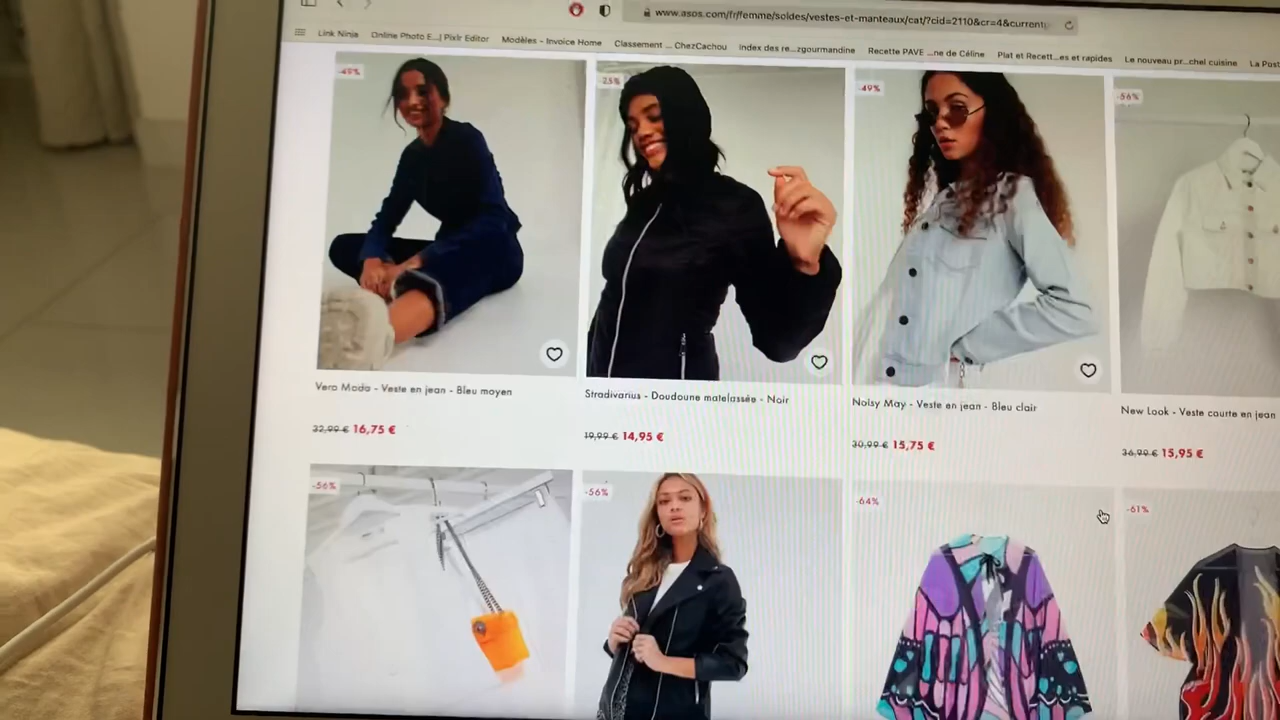 www.asos.com/fr/femme/soldes/vestes-et-manteaux/cat/?cid=2110&cr=4&current
Link Ninja Online Photo E...| Pixlr Editor Modèles - Invoice Home Classement ... ChezCachou Index des re...zgourmandine Recette PAVE ...ne de Céline Plat et Recett...es et rapides Le nouveau pr...chel cuisine La Post
-49% -25% -49% -56%
Vero Moda - Veste en jean - Bleu moyen
Stradivarius - Doudoune matelassée - Noir
Noisy May - Veste en jean - Bleu clair
New Look - Veste courte en jean
32,99 € 16,75 €
19,99 € 14,95 €
30,99 € 15,75 €
36,99 € 15,95 €
-56% -56% -64% -61%